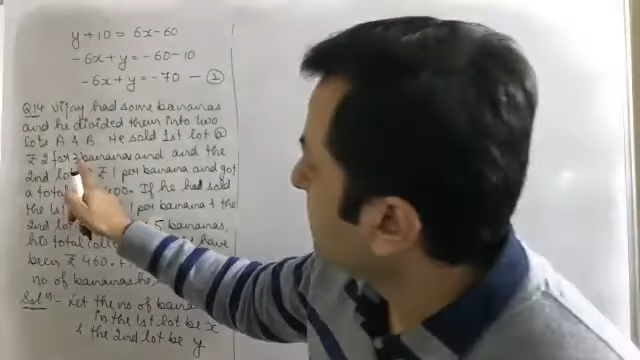 y + 10 = 6x - 60
-6x + y = -60 - 10
-6x + y = -70 — ②
Q14 Vijay had some bananas
and he divided them into two
lots A & B. He sold 1st lot @
₹ 2 for 3 bananas and and the
2nd lot ₹ 1 per banana and got
a total 400. If he had sold
the 1st 1 per banana & the
2nd lot 5 bananas,
his total have
been ₹ 460.
no of bananas he
Solⁿ:- Let the no of
in the 1st lot be x
& the 2nd lot be y